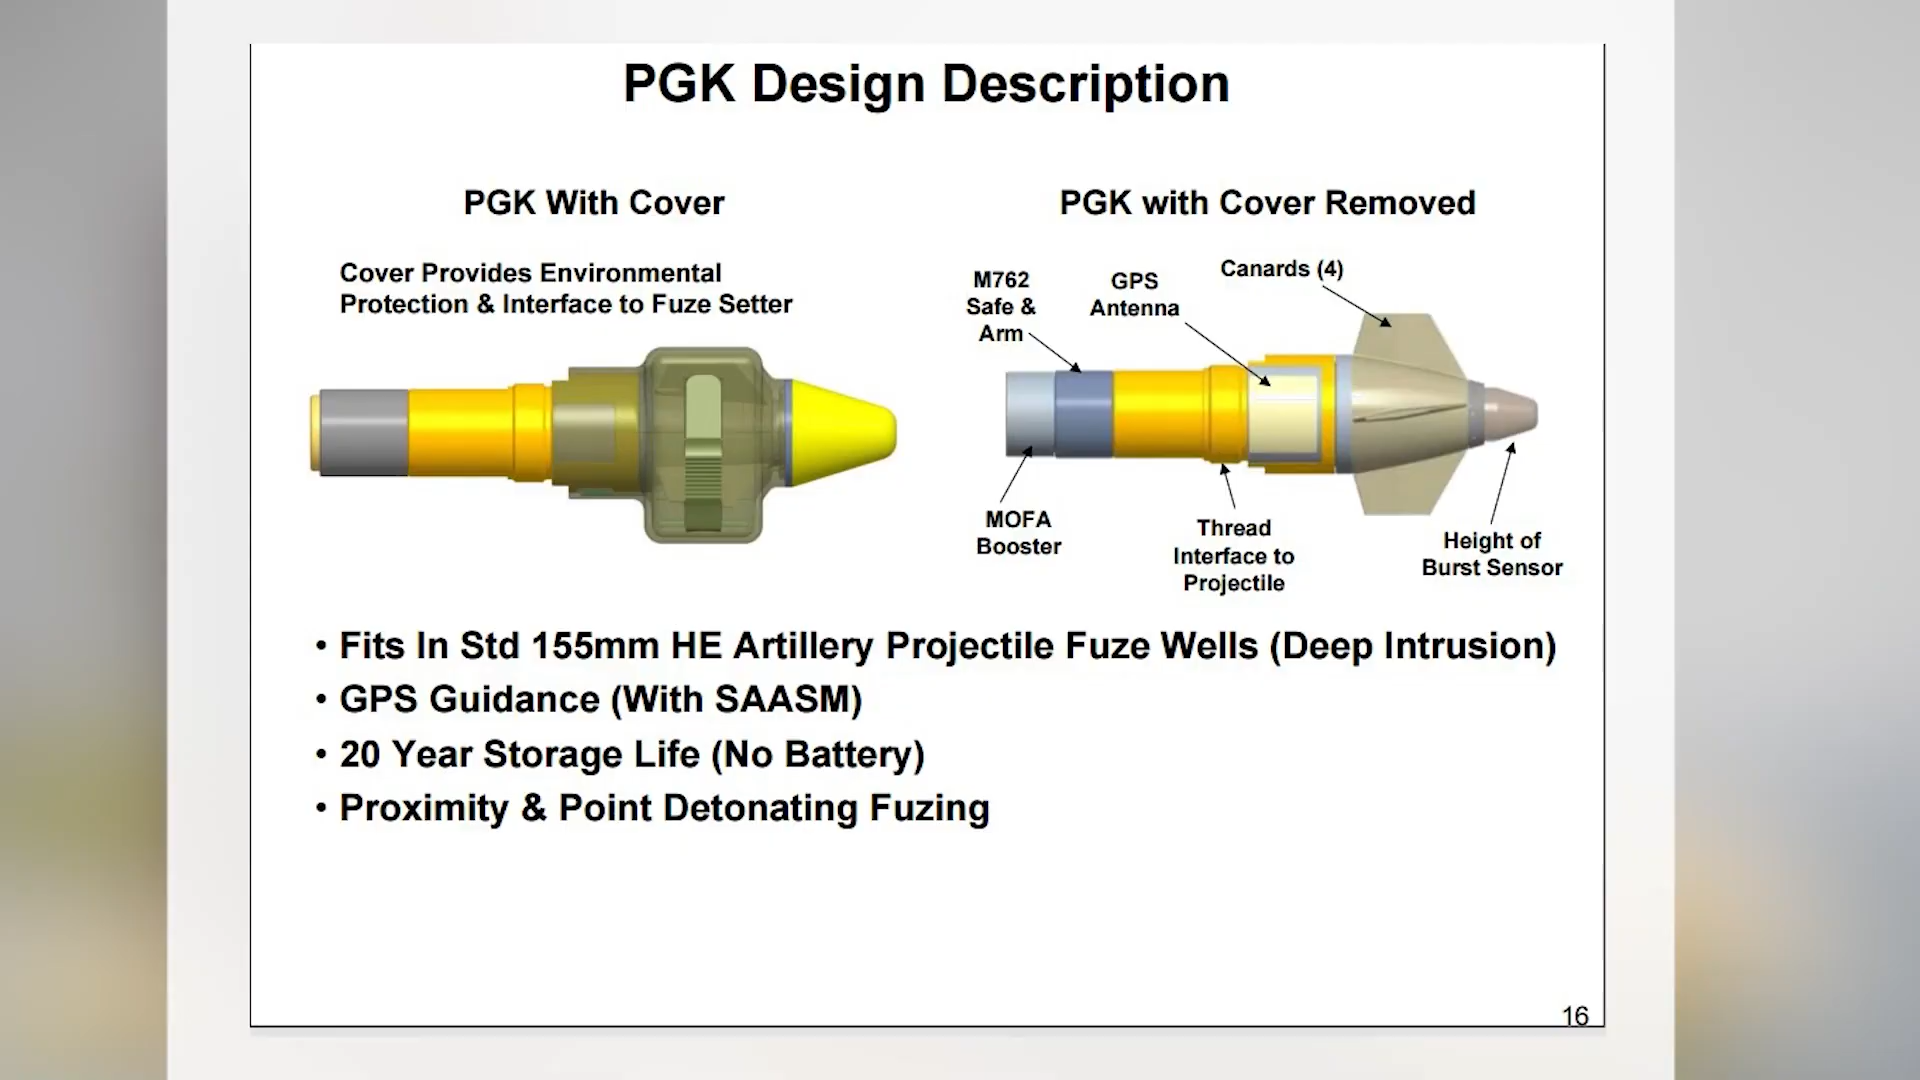 PGK Design Description
PGK With Cover
Cover Provides Environmental
Protection & Interface to Fuze Setter
PGK with Cover Removed
M762
Safe &
Arm
GPS
Antenna
Canards (4)
MOFA
Booster
Thread
Interface to
Projectile
Height of
Burst Sensor
• Fits In Std 155mm HE Artillery Projectile Fuze Wells (Deep Intrusion)
• GPS Guidance (With SAASM)
• 20 Year Storage Life (No Battery)
• Proximity & Point Detonating Fuzing
16